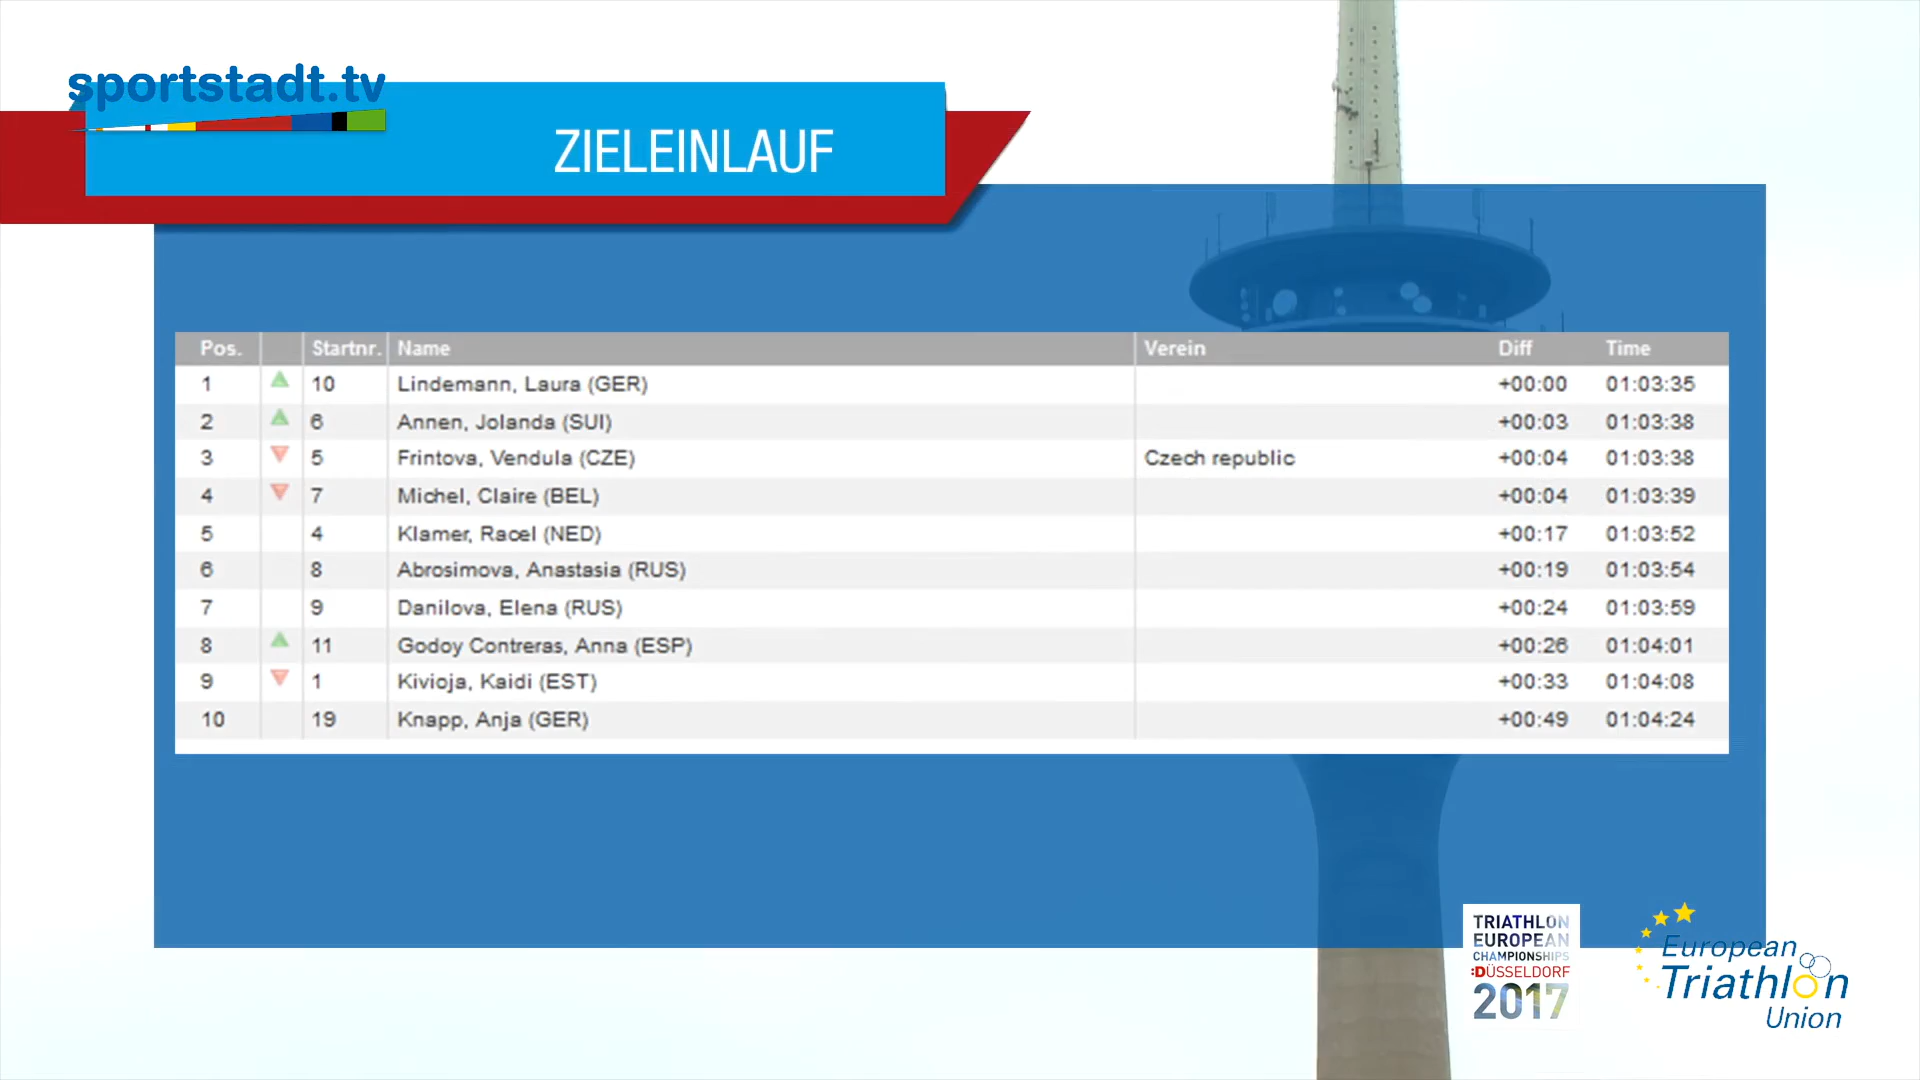 sportstadt.tv
ZIELEINLAUF
Pos. Startnr. Name Verein Diff Time
1 10 Lindemann, Laura (GER) +00:00 01:03:35
2 6 Annen, Jolanda (SUI) +00:03 01:03:38
3 5 Frintova, Vendula (CZE) Czech republic +00:04 01:03:38
4 7 Michel, Claire (BEL) +00:04 01:03:39
5 4 Klamer, Racel (NED) +00:17 01:03:52
6 8 Abrosimova, Anastasia (RUS) +00:19 01:03:54
7 9 Danilova, Elena (RUS) +00:24 01:03:59
8 11 Godoy Contreras, Anna (ESP) +00:26 01:04:01
9 1 Kivioja, Kaidi (EST) +00:33 01:04:08
10 19 Knapp, Anja (GER) +00:49 01:04:24
TRIATHLON
EUROPEAN
CHAMPIONSHIPS
:DÜSSELDORF
2017
European
Triathlon
Union